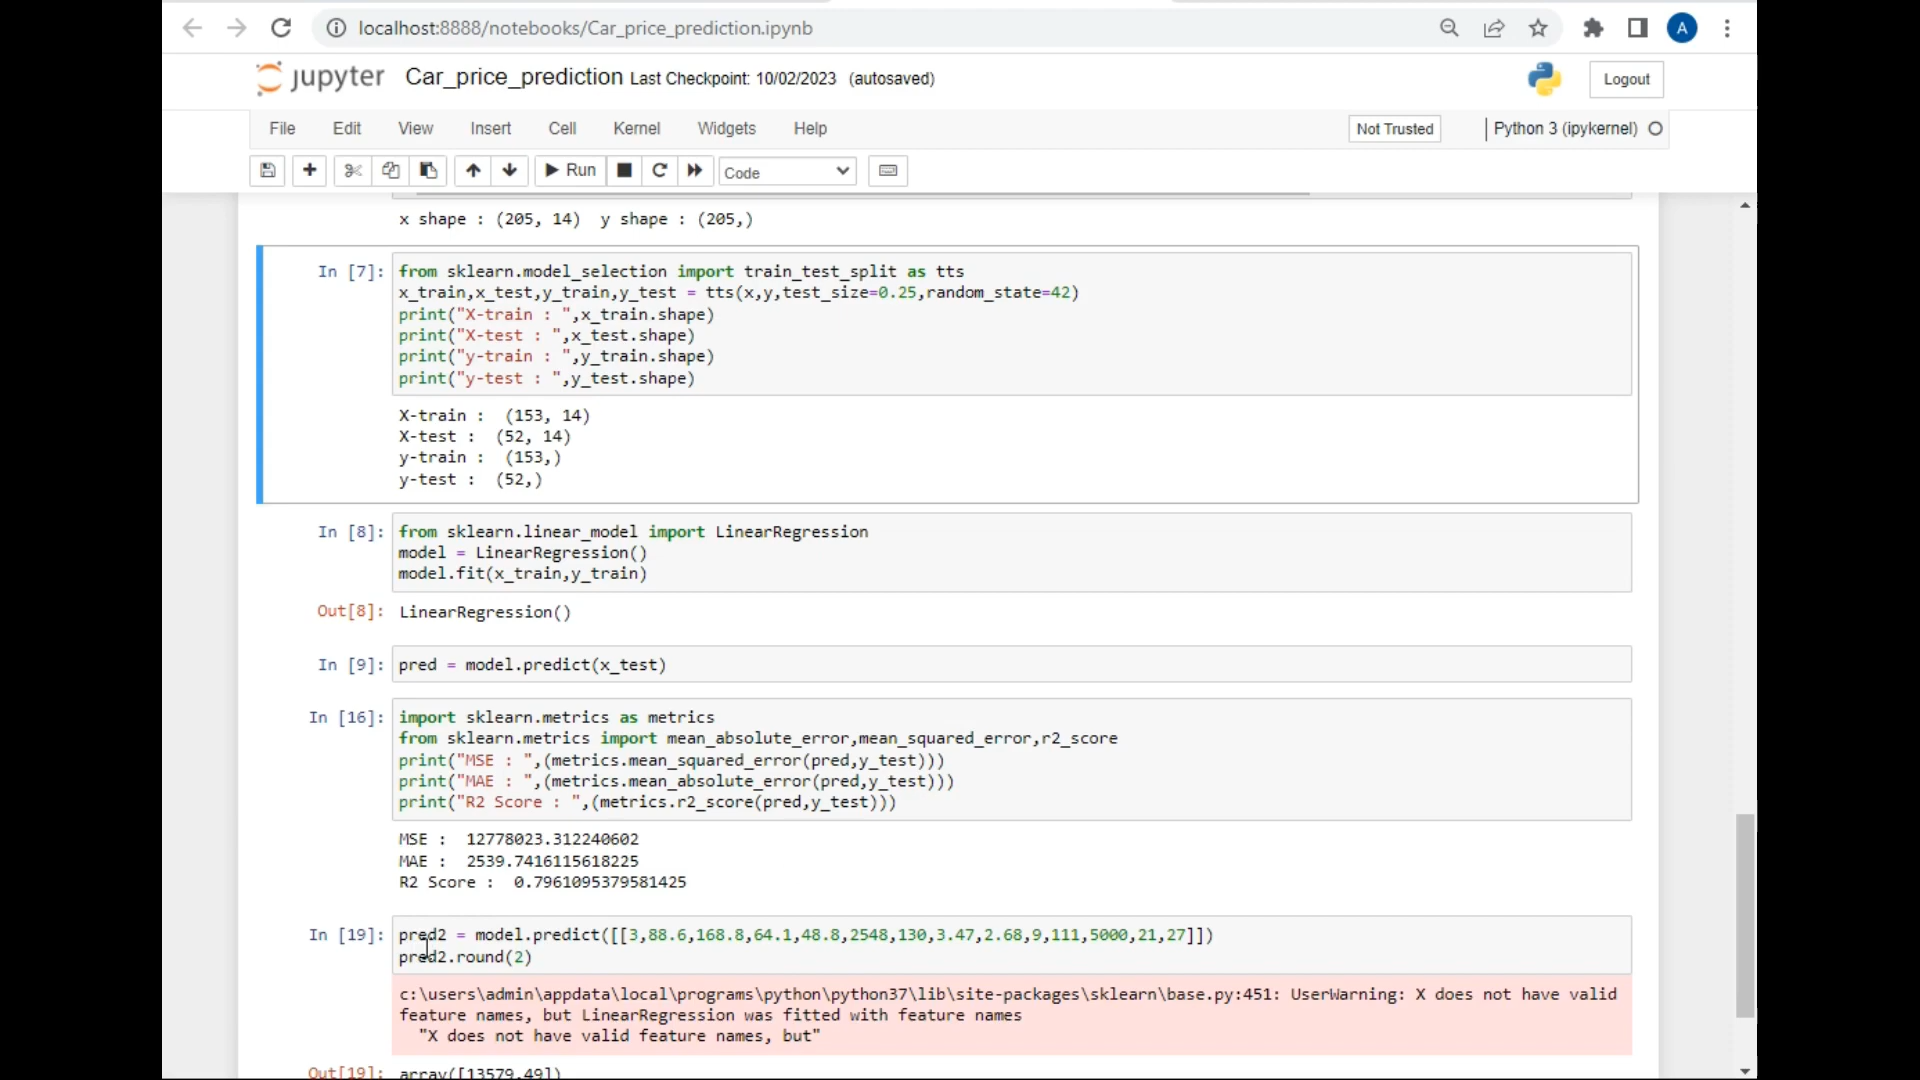 localhost:8888/notebooks/Car_price_prediction.ipynb
A
jupyter Car_price_prediction Last Checkpoint: 10/02/2023 (autosaved)
Logout
File Edit View Insert Cell Kernel Widgets Help
Not Trusted
Python 3 (ipykernel)
Run
Code
x shape : (205, 14)  y shape : (205,)
In [7]:
from sklearn.model_selection import train_test_split as tts
x_train,x_test,y_train,y_test = tts(x,y,test_size=0.25,random_state=42)
print("X-train : ",x_train.shape)
print("X-test : ",x_test.shape)
print("y-train : ",y_train.shape)
print("y-test : ",y_test.shape)
X-train :  (153, 14)
X-test :  (52, 14)
y-train :  (153,)
y-test :  (52,)
In [8]:
from sklearn.linear_model import LinearRegression
model = LinearRegression()
model.fit(x_train,y_train)
Out[8]: LinearRegression()
In [9]: pred = model.predict(x_test)
In [16]:
import sklearn.metrics as metrics
from sklearn.metrics import mean_absolute_error,mean_squared_error,r2_score
print("MSE : ",(metrics.mean_squared_error(pred,y_test)))
print("MAE : ",(metrics.mean_absolute_error(pred,y_test)))
print("R2 Score : ",(metrics.r2_score(pred,y_test)))
MSE :  12778023.312240602
MAE :  2539.7416115618225
R2 Score :  0.7961095379581425
In [19]:
pred2 = model.predict([[3,88.6,168.8,64.1,48.8,2548,130,3.47,2.68,9,111,5000,21,27]])
pred2.round(2)
c:\users\admin\appdata\local\programs\python\python37\lib\site-packages\sklearn\base.py:451: UserWarning: X does not have valid
feature names, but LinearRegression was fitted with feature names
"X does not have valid feature names, but"
Out[19]: array([13579.49])